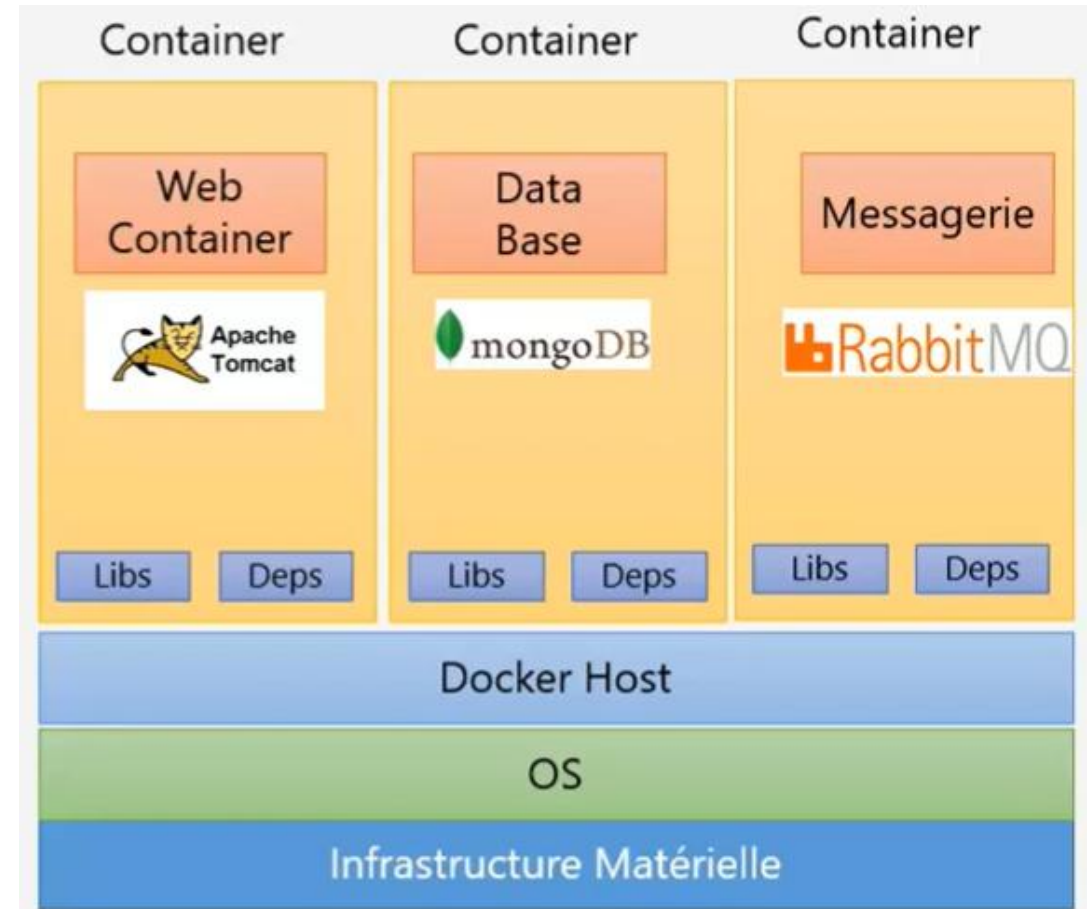 Container
Container
Container
Web
Container
Apache
Tomcat
Libs
Deps
Data
Base
mongoDB
Libs
Deps
Messagerie
RabbitMQ
Libs
Deps
Docker Host
OS
Infrastructure Matérielle